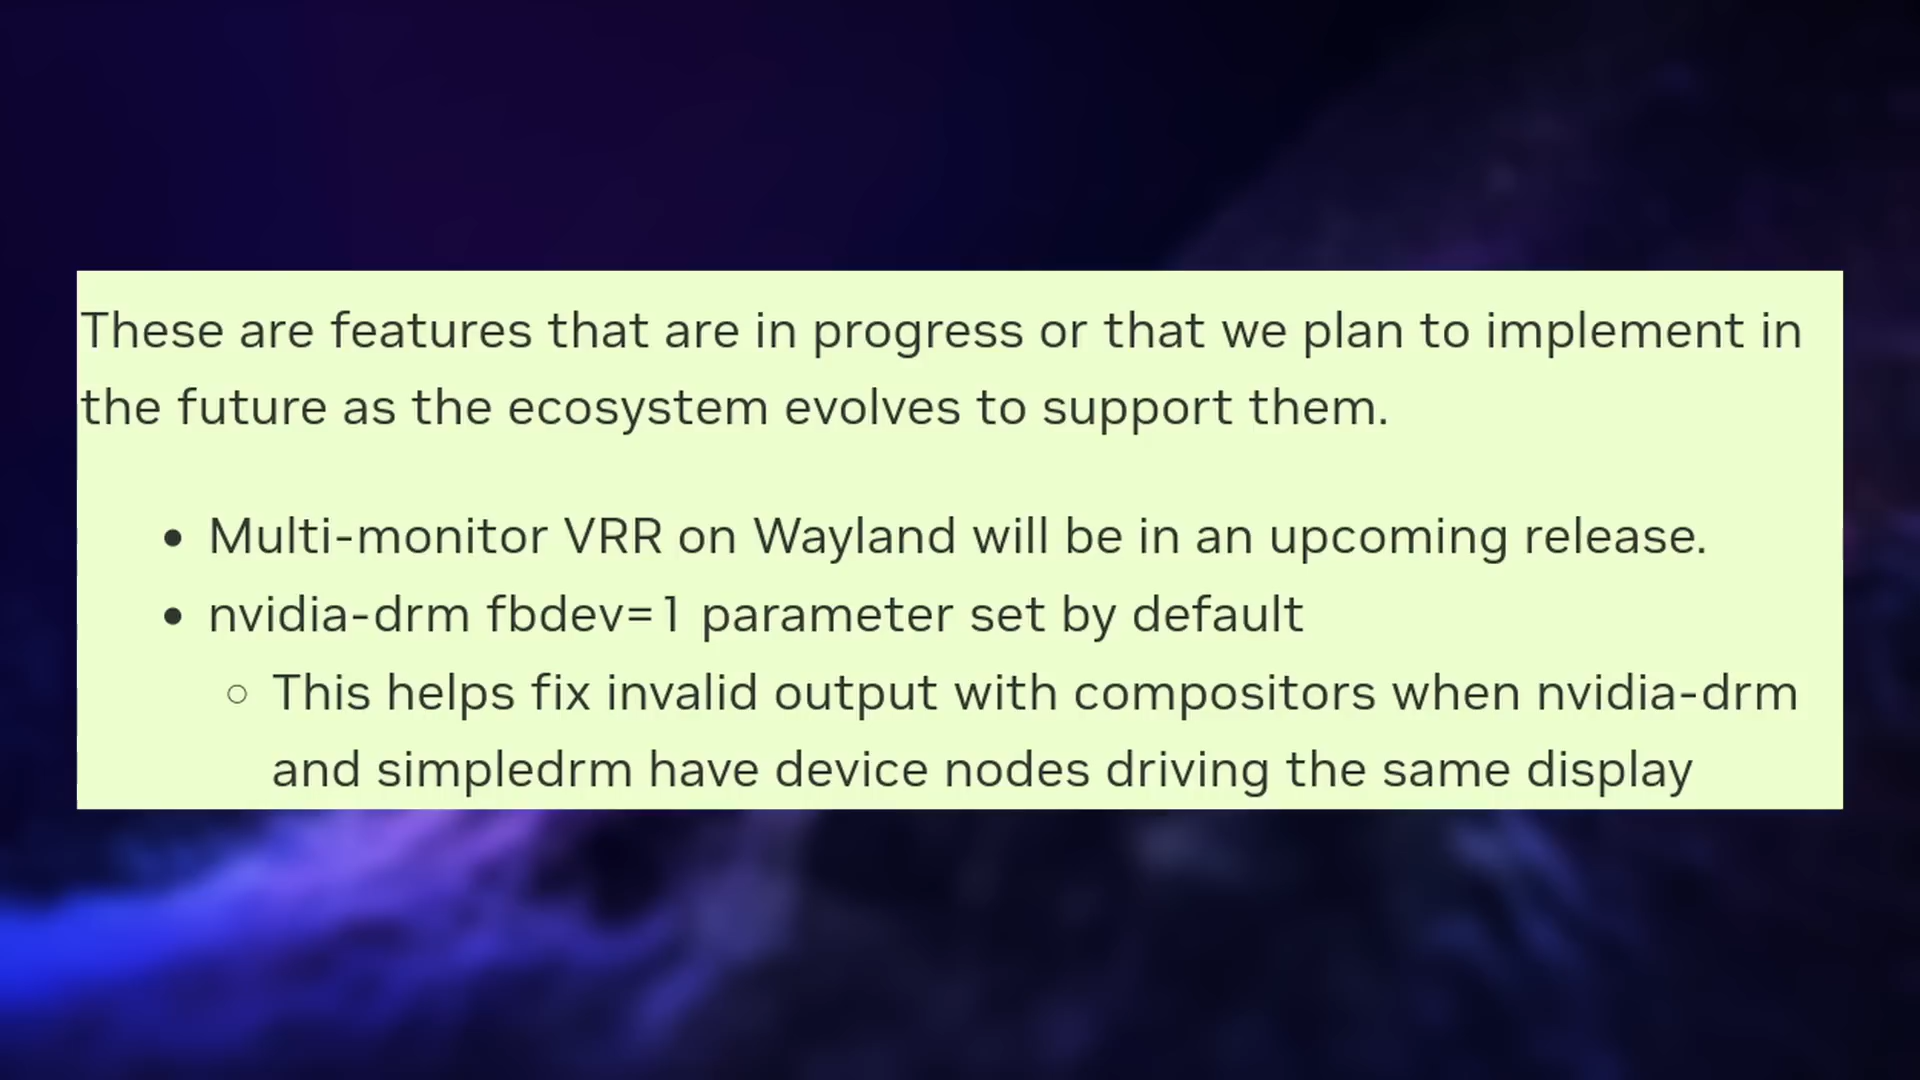 These are features that are in progress or that we plan to implement in
the future as the ecosystem evolves to support them.
• Multi-monitor VRR on Wayland will be in an upcoming release.
• nvidia-drm fbdev=1 parameter set by default
○ This helps fix invalid output with compositors when nvidia-drm
and simpledrm have device nodes driving the same display